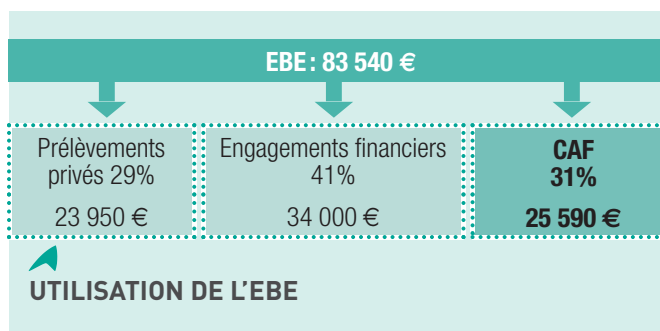 EBE : 83 540 €
Prélèvements
privés 29%
23 950 €
Engagements financiers
41%
34 000 €
CAF
31%
25 590 €
UTILISATION DE L'EBE